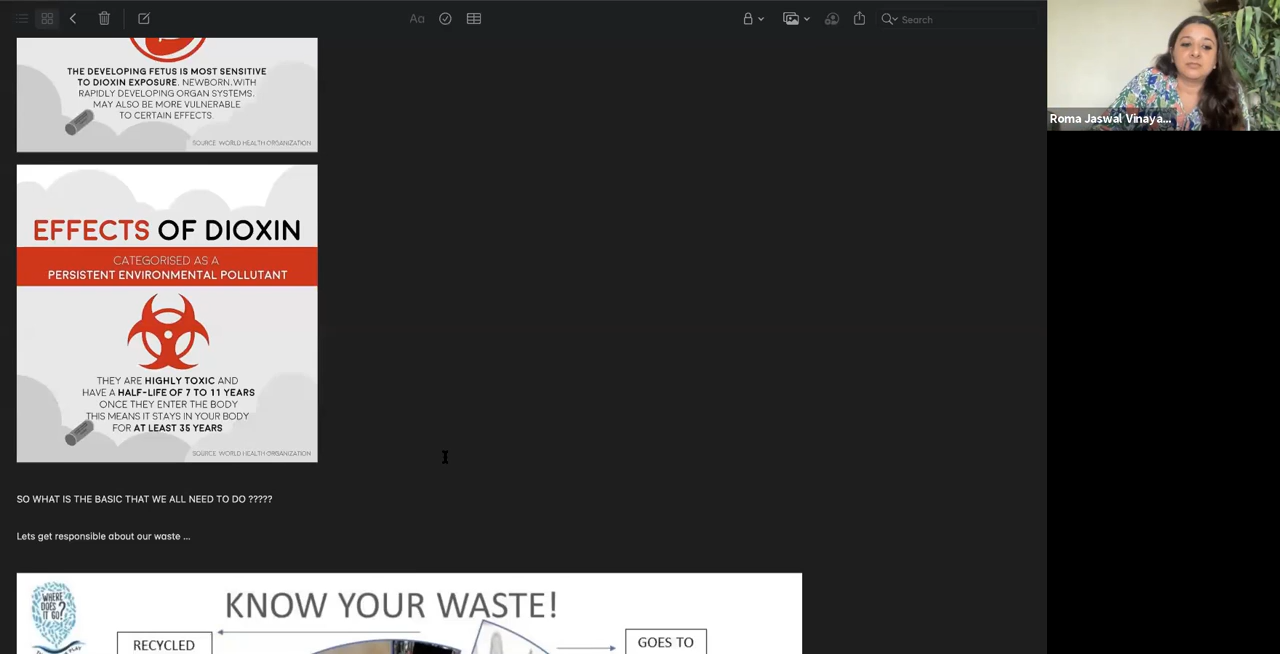 Aa
Search
THE DEVELOPING FETUS IS MOST SENSITIVE
TO DIOXIN EXPOSURE. NEWBORN, WITH
RAPIDLY DEVELOPING ORGAN SYSTEMS,
MAY ALSO BE MORE VULNERABLE
TO CERTAIN EFFECTS.
SOURCE: WORLD HEALTH ORGANIZATION
Roma Jaswal Vinaya...
EFFECTS OF DIOXIN
CATEGORISED AS A
PERSISTENT ENVIRONMENTAL POLLUTANT
THEY ARE HIGHLY TOXIC AND
HAVE A HALF-LIFE OF 7 TO 11 YEARS
ONCE THEY ENTER THE BODY
THIS MEANS IT STAYS IN YOUR BODY
FOR AT LEAST 35 YEARS
SOURCE: WORLD HEALTH ORGANIZATION
SO WHAT IS THE BASIC THAT WE ALL NEED TO DO ?????
Lets get responsible about our waste ...
WHERE
DOES
IT GO?
KNOW YOUR WASTE!
RECYCLED
GOES TO